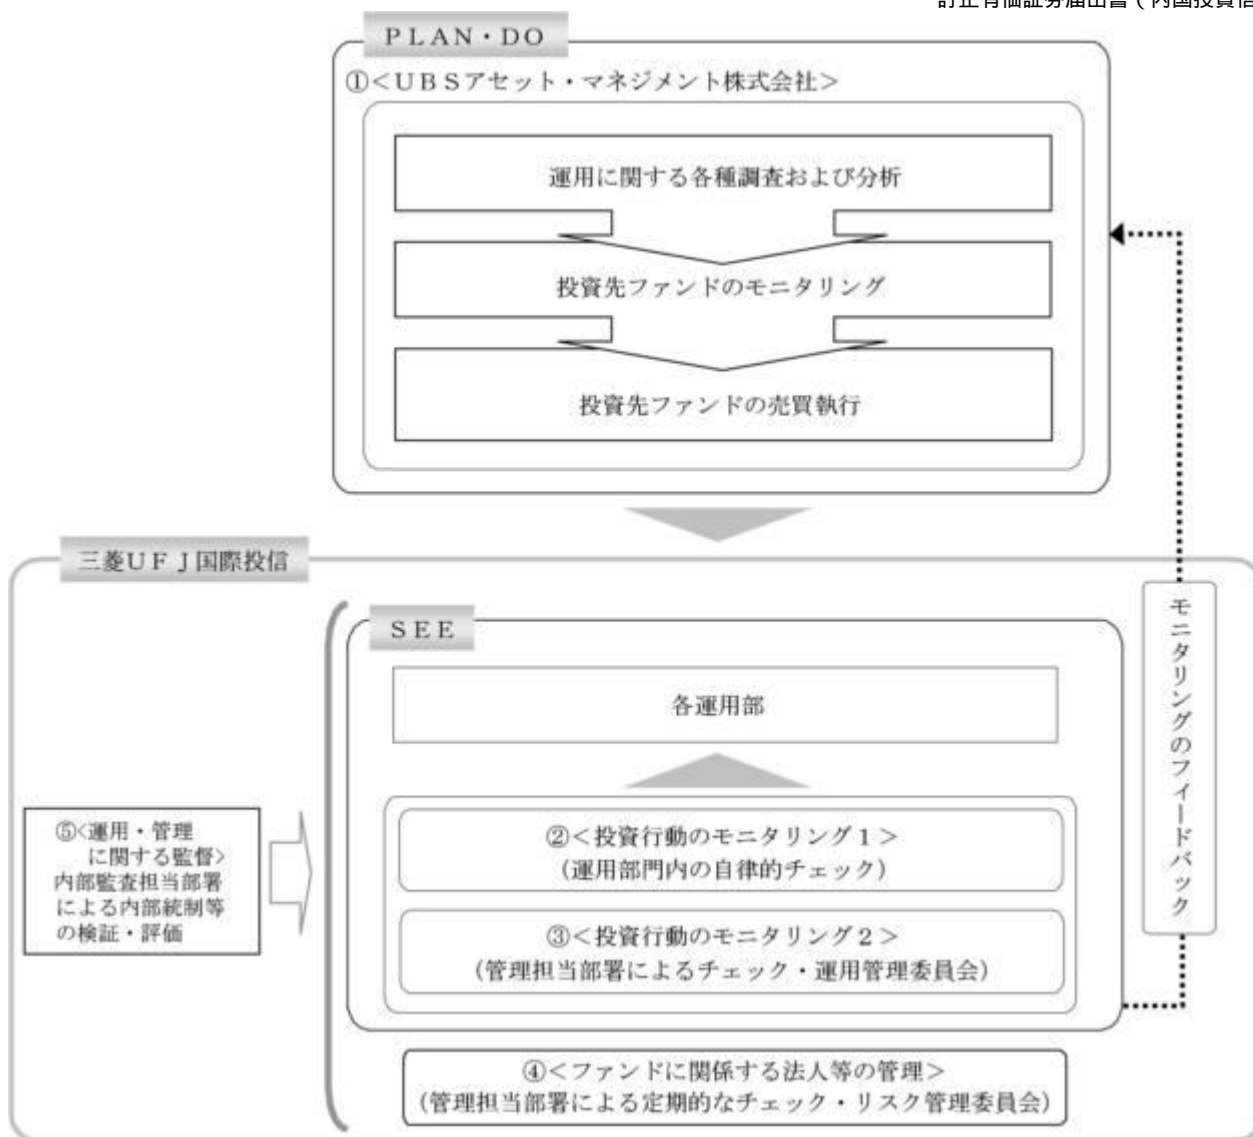 訂正有価証券届出書（内国投資信
PLAN・DO
①＜UBSアセット・マネジメント株式会社＞
運用に関する各種調査および分析
投資先ファンドのモニタリング
投資先ファンドの売買執行
三菱UFJ国際投信
SEE
各運用部
②＜投資行動のモニタリング１＞
（運用部門内の自律的チェック）
③＜投資行動のモニタリング２＞
（管理担当部署によるチェック・運用管理委員会）
④＜ファンドに関係する法人等の管理＞
（管理担当部署による定期的なチェック・リスク管理委員会）
⑤<運用・管理
に関する監督>
内部監査担当部署
による内部統制等
の検証・評価
モニタリングのフィードバック